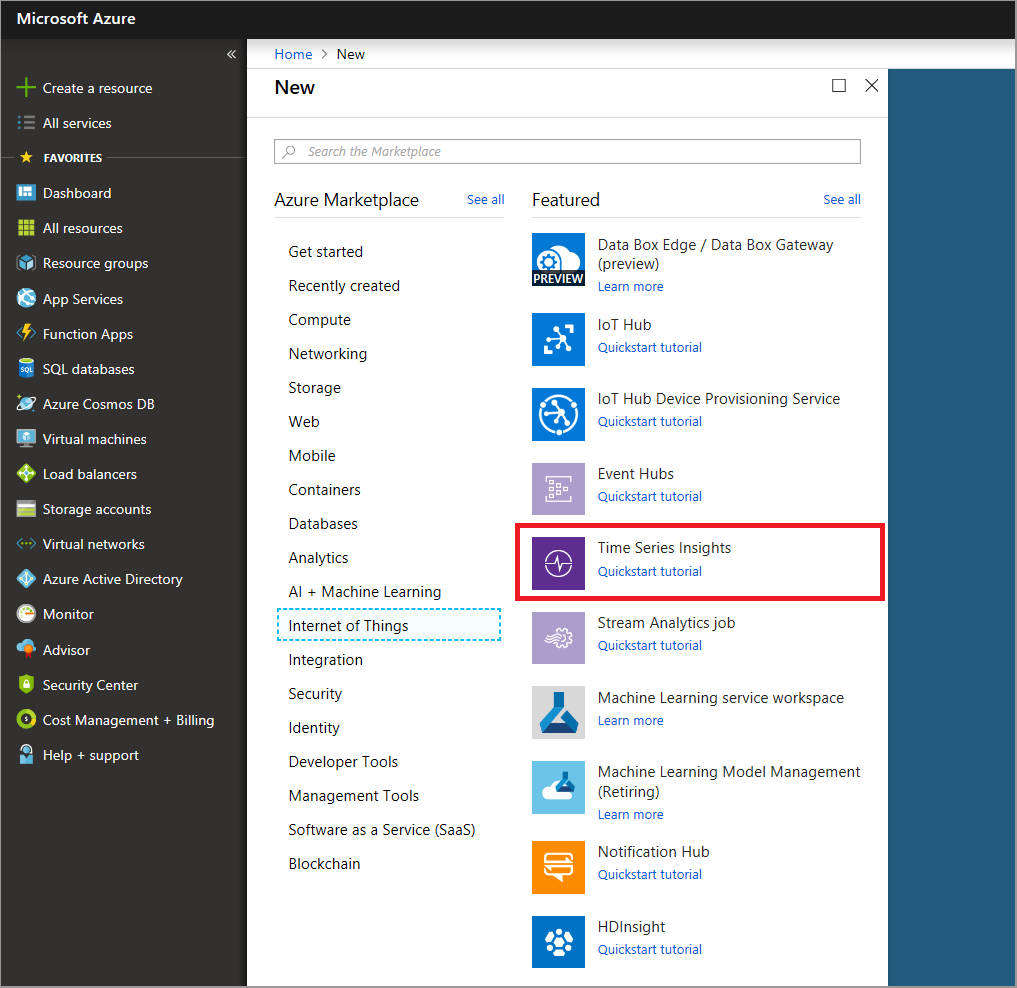 Microsoft Azure
«
Create a resource
All services
FAVORITES
Dashboard
All resources
Resource groups
App Services
Function Apps
SQL
SQL databases
Azure Cosmos DB
Virtual machines
Load balancers
Storage accounts
Virtual networks
Azure Active Directory
Monitor
Advisor
Security Center
$
Cost Management + Billing
Help + support
Home > New
New
Search the Marketplace
Azure Marketplace
See all
Get started
Recently created
Compute
Networking
Storage
Web
Mobile
Containers
Databases
Analytics
AI + Machine Learning
Internet of Things
Integration
Security
Identity
Developer Tools
Management Tools
Software as a Service (SaaS)
Blockchain
Featured
See all
PREVIEW
Data Box Edge / Data Box Gateway
(preview)
Learn more
IoT Hub
Quickstart tutorial
IoT Hub Device Provisioning Service
Quickstart tutorial
Event Hubs
Quickstart tutorial
Time Series Insights
Quickstart tutorial
Stream Analytics job
Quickstart tutorial
Machine Learning service workspace
Learn more
Machine Learning Model Management
(Retiring)
Learn more
Notification Hub
Quickstart tutorial
HDInsight
Quickstart tutorial